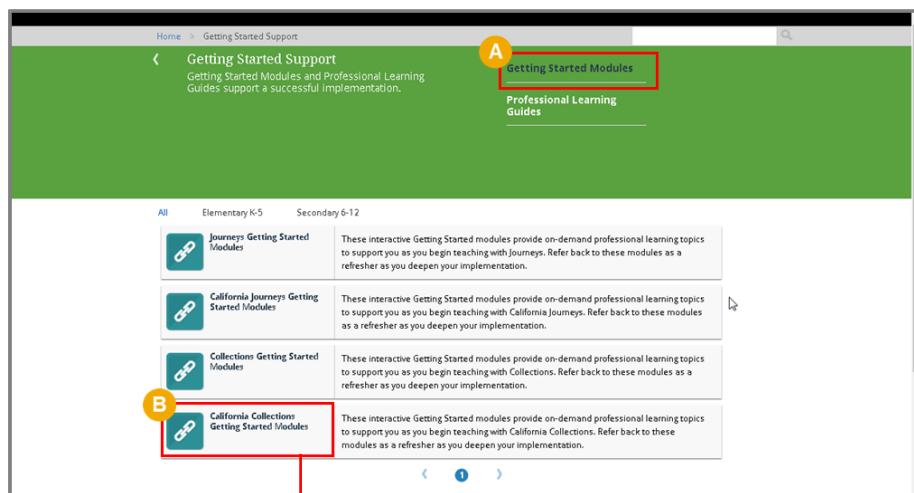 Home > Getting Started Support
A
Getting Started Support
Getting Started Modules and Professional Learning
Guides support a successful implementation.
Getting Started Modules
Professional Learning
Guides
All Elementary K-5 Secondary 6-12
Journeys Getting Started
Modules
These interactive Getting Started modules provide on-demand professional learning topics
to support you as you begin teaching with Journeys. Refer back to these modules as a
refresher as you deepen your implementation.
California Journeys Getting
Started Modules
These interactive Getting Started modules provide on-demand professional learning topics
to support you as you begin teaching with California Journeys. Refer back to these modules
as a refresher as you deepen your implementation.
Collections Getting Started
Modules
These interactive Getting Started modules provide on-demand professional learning topics
to support you as you begin teaching with Collections. Refer back to these modules as a
refresher as you deepen your implementation.
B
California Collections
Getting Started Modules
These interactive Getting Started modules provide on-demand professional learning topics
to support you as you begin teaching with California Collections. Refer back to these
modules as a refresher as you deepen your implementation.
1